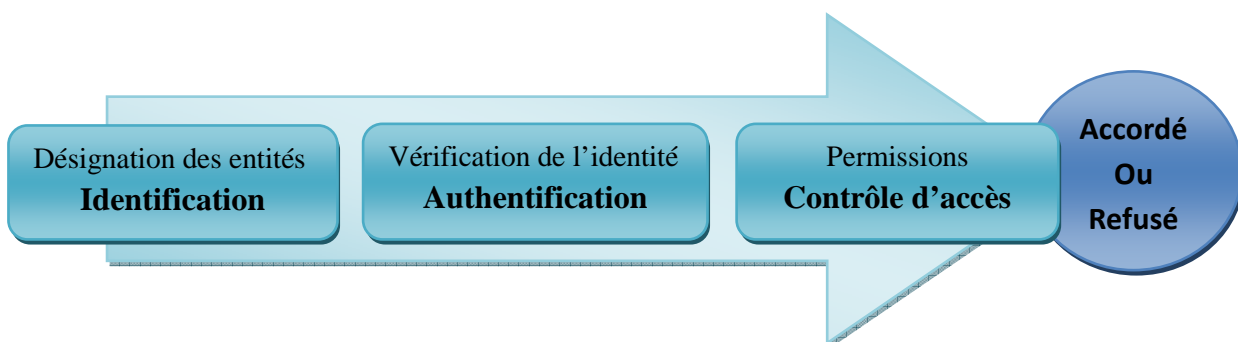 Désignation des entités
Identification
Vérification de l’identité
Authentification
Permissions
Contrôle d’accès
Accordé
Ou
Refusé